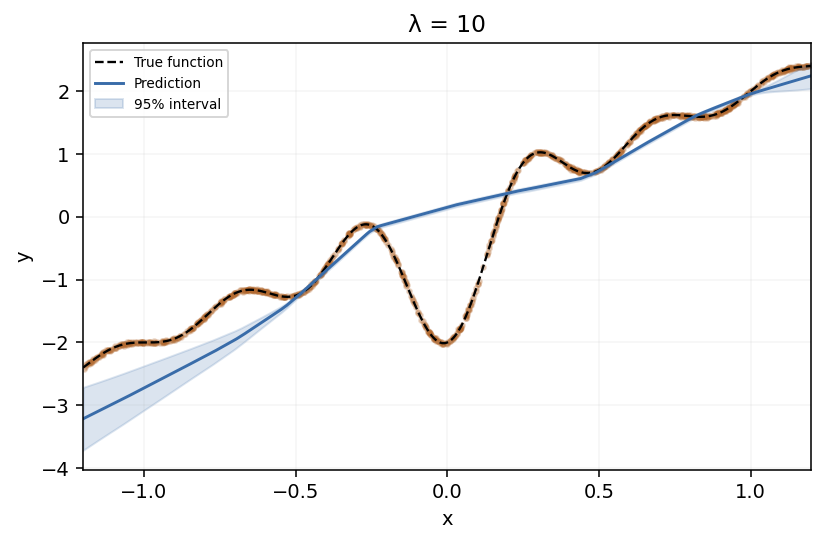 λ = 10
True function
Prediction
95% interval
y
2
1
0
−1
−2
−3
−4
−1.0 −0.5 0.0 0.5 1.0
x